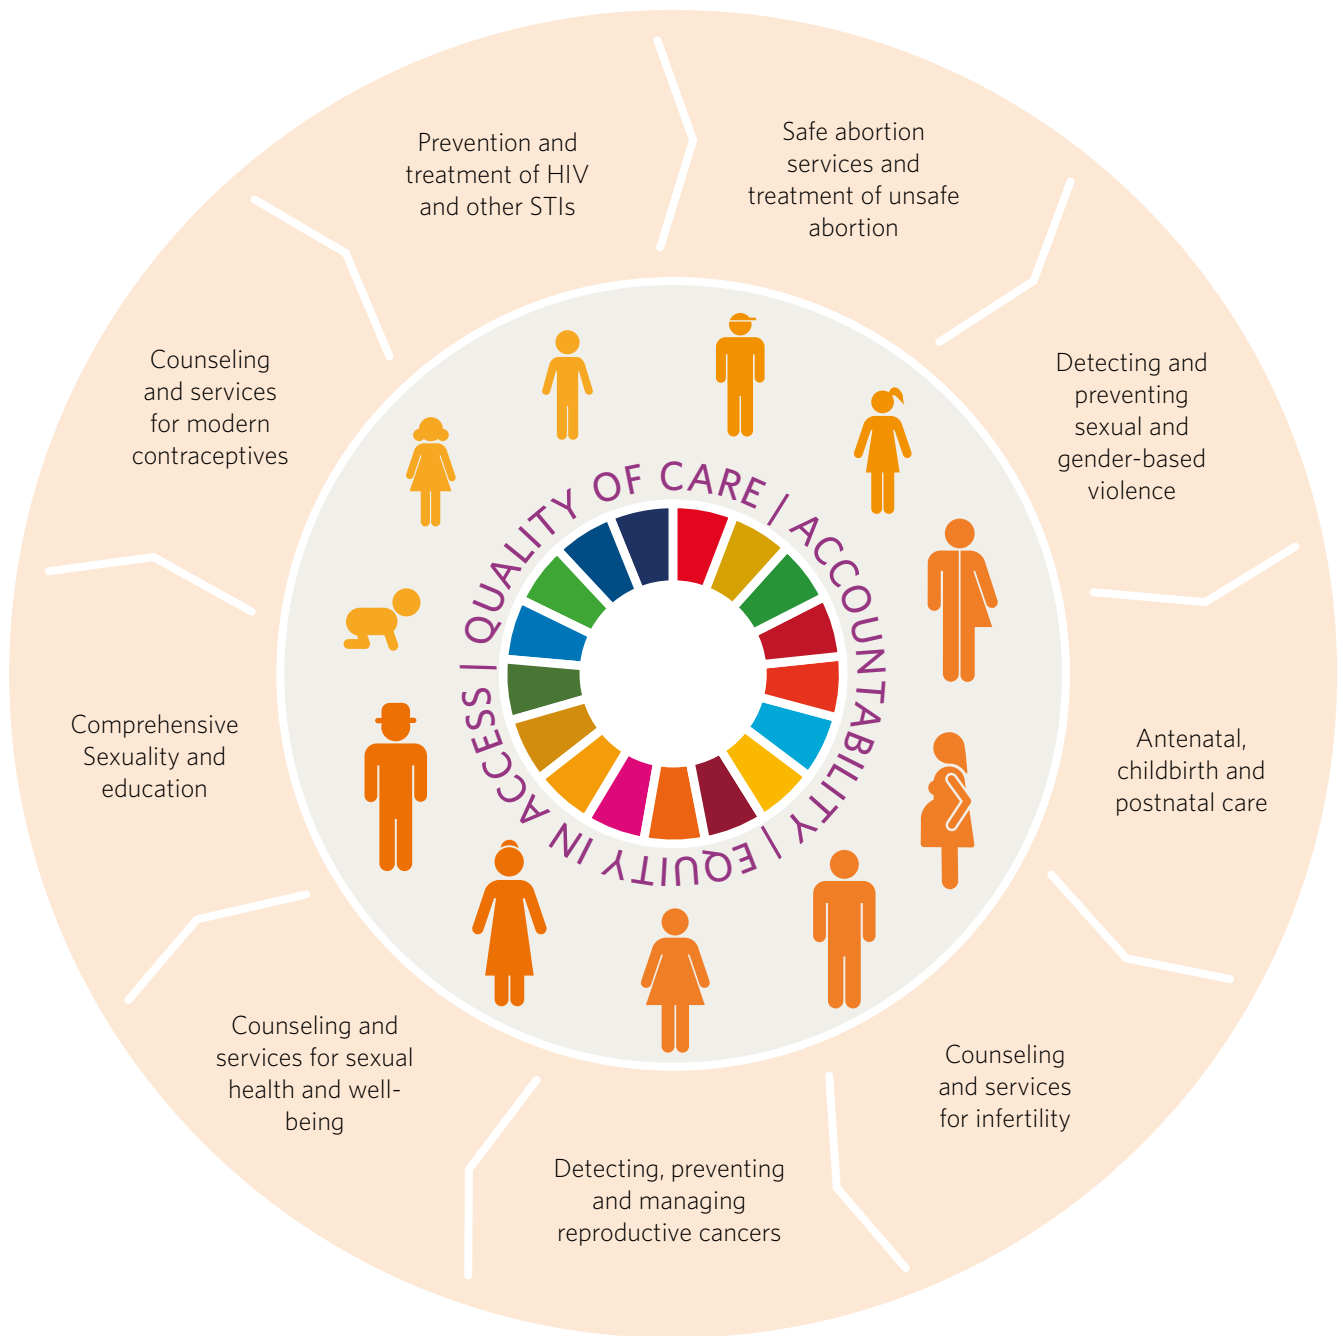 Prevention and
treatment of HIV
and other STIs
Safe abortion
services and
treatment of unsafe
abortion
Detecting and
preventing
sexual and
gender-based
violence
Antenatal,
childbirth and
postnatal care
Counseling
and services
for infertility
Detecting, preventing
and managing
reproductive cancers
Counseling and
services for sexual
health and well-
being
Comprehensive
Sexuality and
education
Counseling
and services
for modern
contraceptives
QUALITY OF CARE | ACCOUNTABILITY | EQUITY IN ACCESS |